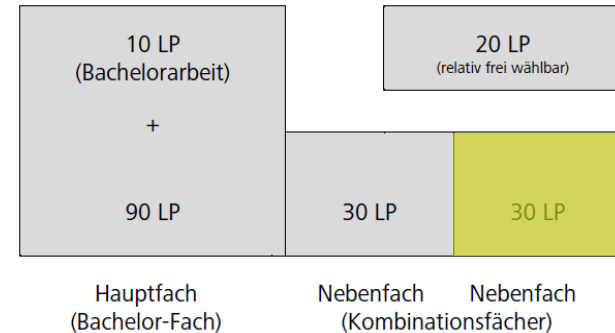 10 LP
(Bachelorarbeit)
+
90 LP
20 LP
(relativ frei wählbar)
30 LP
30 LP
Hauptfach
(Bachelor-Fach)
Nebenfach Nebenfach
(Kombinationsfächer)